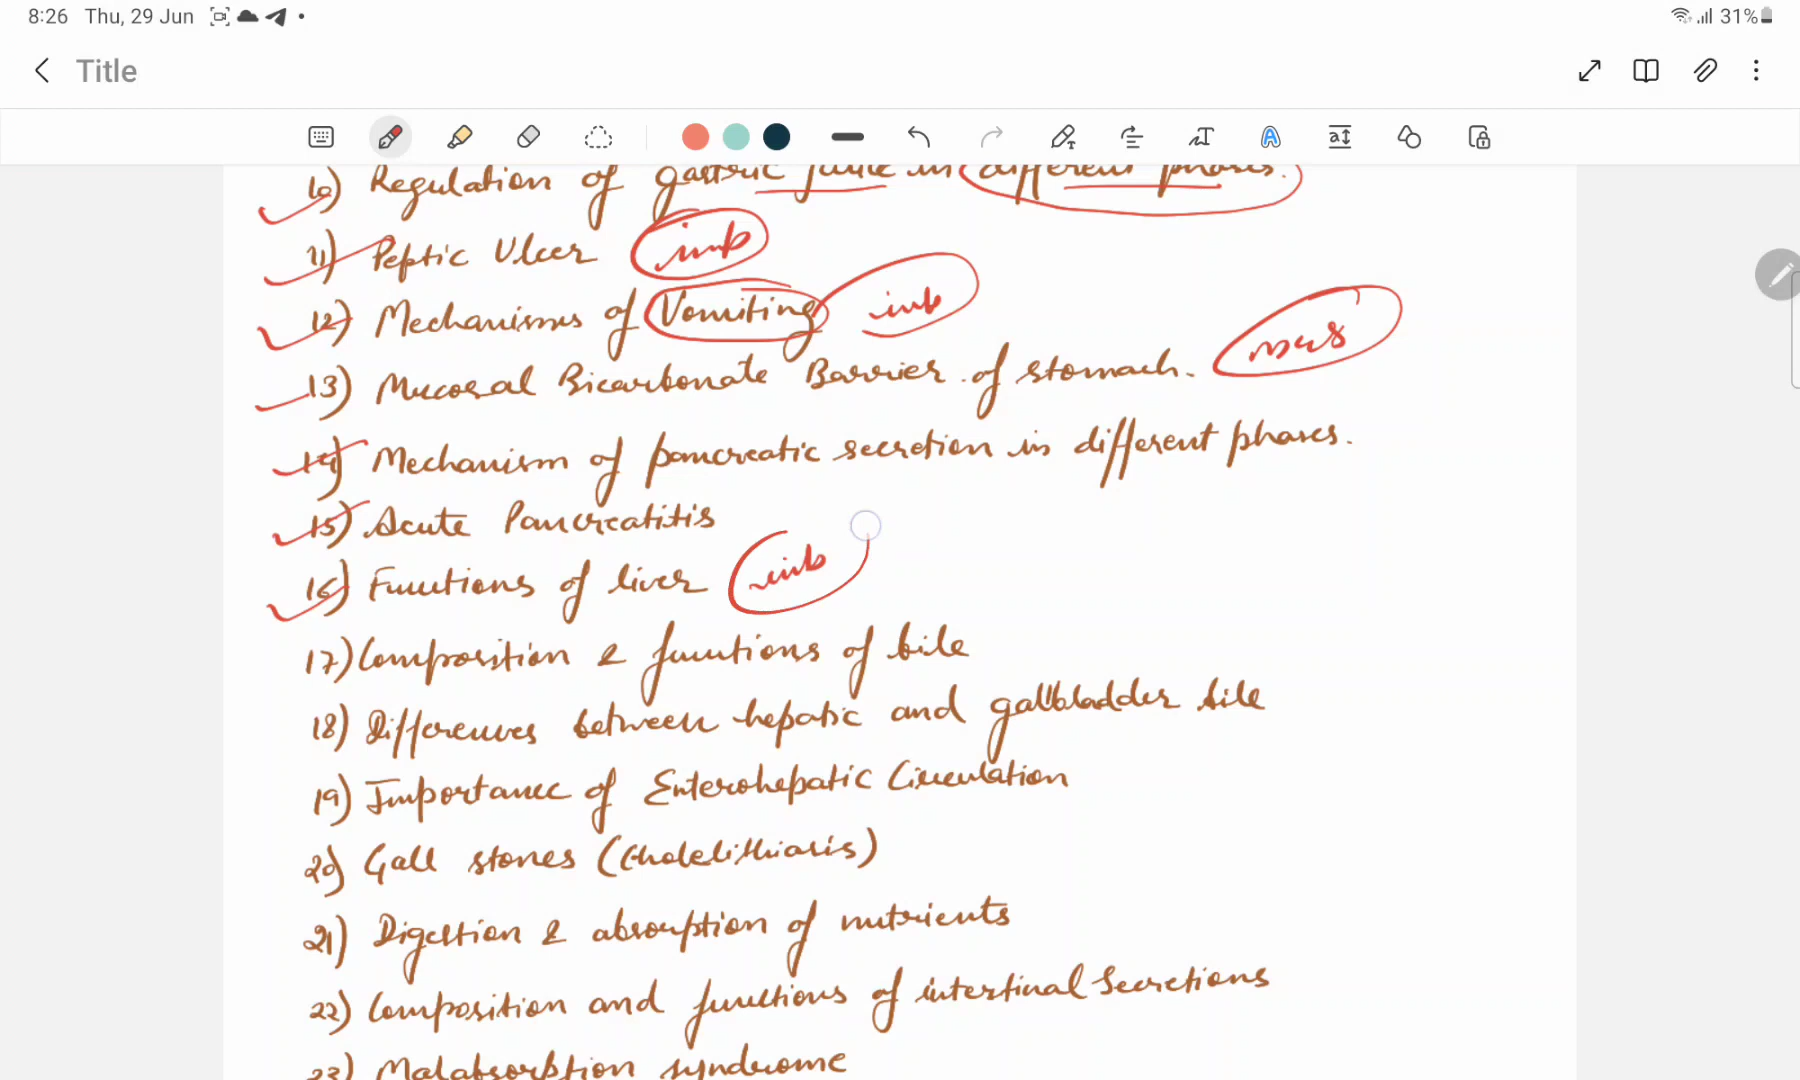 8:26 Thu, 29 Jun 31%
Title
10) Regulation of gastric juice in different phases.
11) Peptic Ulcer imp
12) Mechanisms of Vomiting imp
13) Mucosal Bicarbonate Barrier of stomach.
14) Mechanism of pancreatic secretion in different phases.
15) Acute Pancreatitis
16) Functions of liver imp
17) Composition & functions of bile
18) Differences between hepatic and gallbladder bile
19) Importance of Enterohepatic Circulation
20) Gall stones (Cholelithiasis)
21) Digestion & absorption of nutrients
22) Composition and functions of intestinal Secretions
23) Malabsorption syndrome